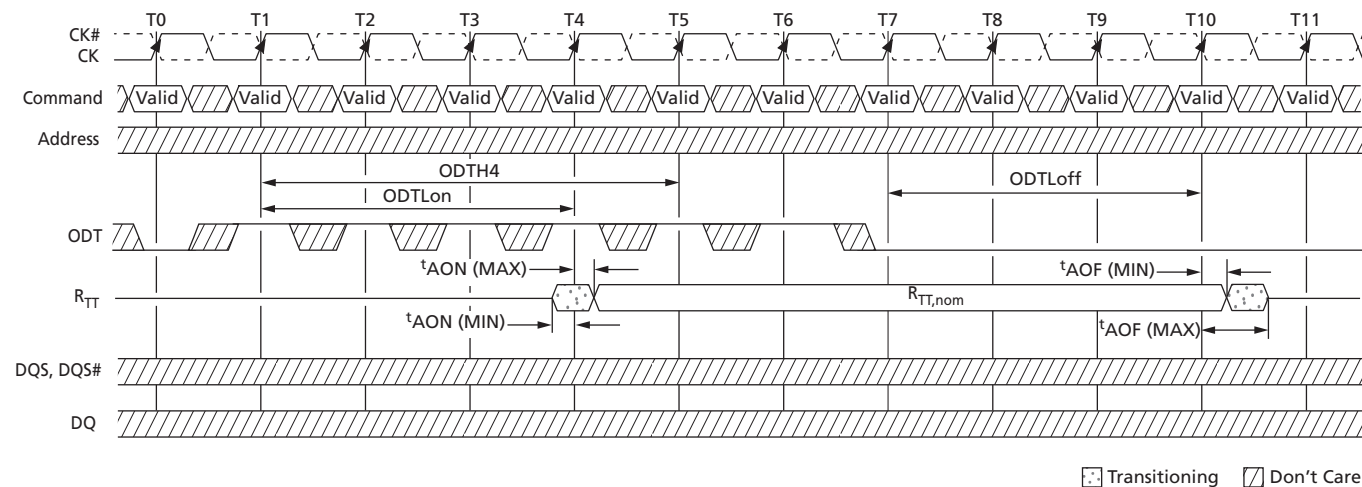 T0 T1 T2 T3 T4 T5 T6 T7 T8 T9 T10 T11
CK#
CK
Command Valid Valid Valid Valid Valid Valid Valid Valid Valid Valid Valid Valid
Address
ODTH4
ODTLoff
ODTLon
ODT
tAON (MAX) tAOF (MIN)
RTT RTT,nom
tAON (MIN) tAOF (MAX)
DQS, DQS#
DQ
Transitioning Don't Care